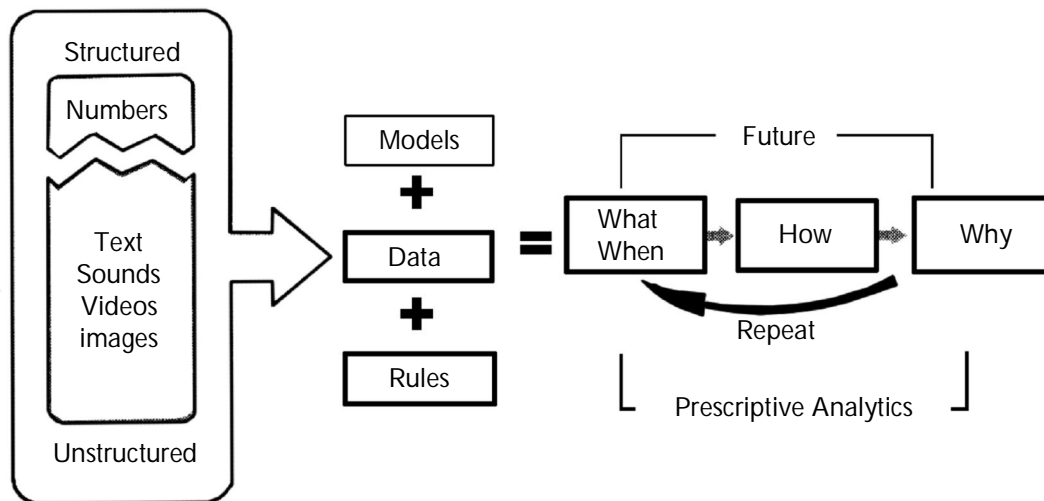 Structured
Numbers
Text
Sounds
Videos
images
Unstructured
Models
+
Data
+
Rules
=
Future
What
When
How
Why
Repeat
Prescriptive Analytics